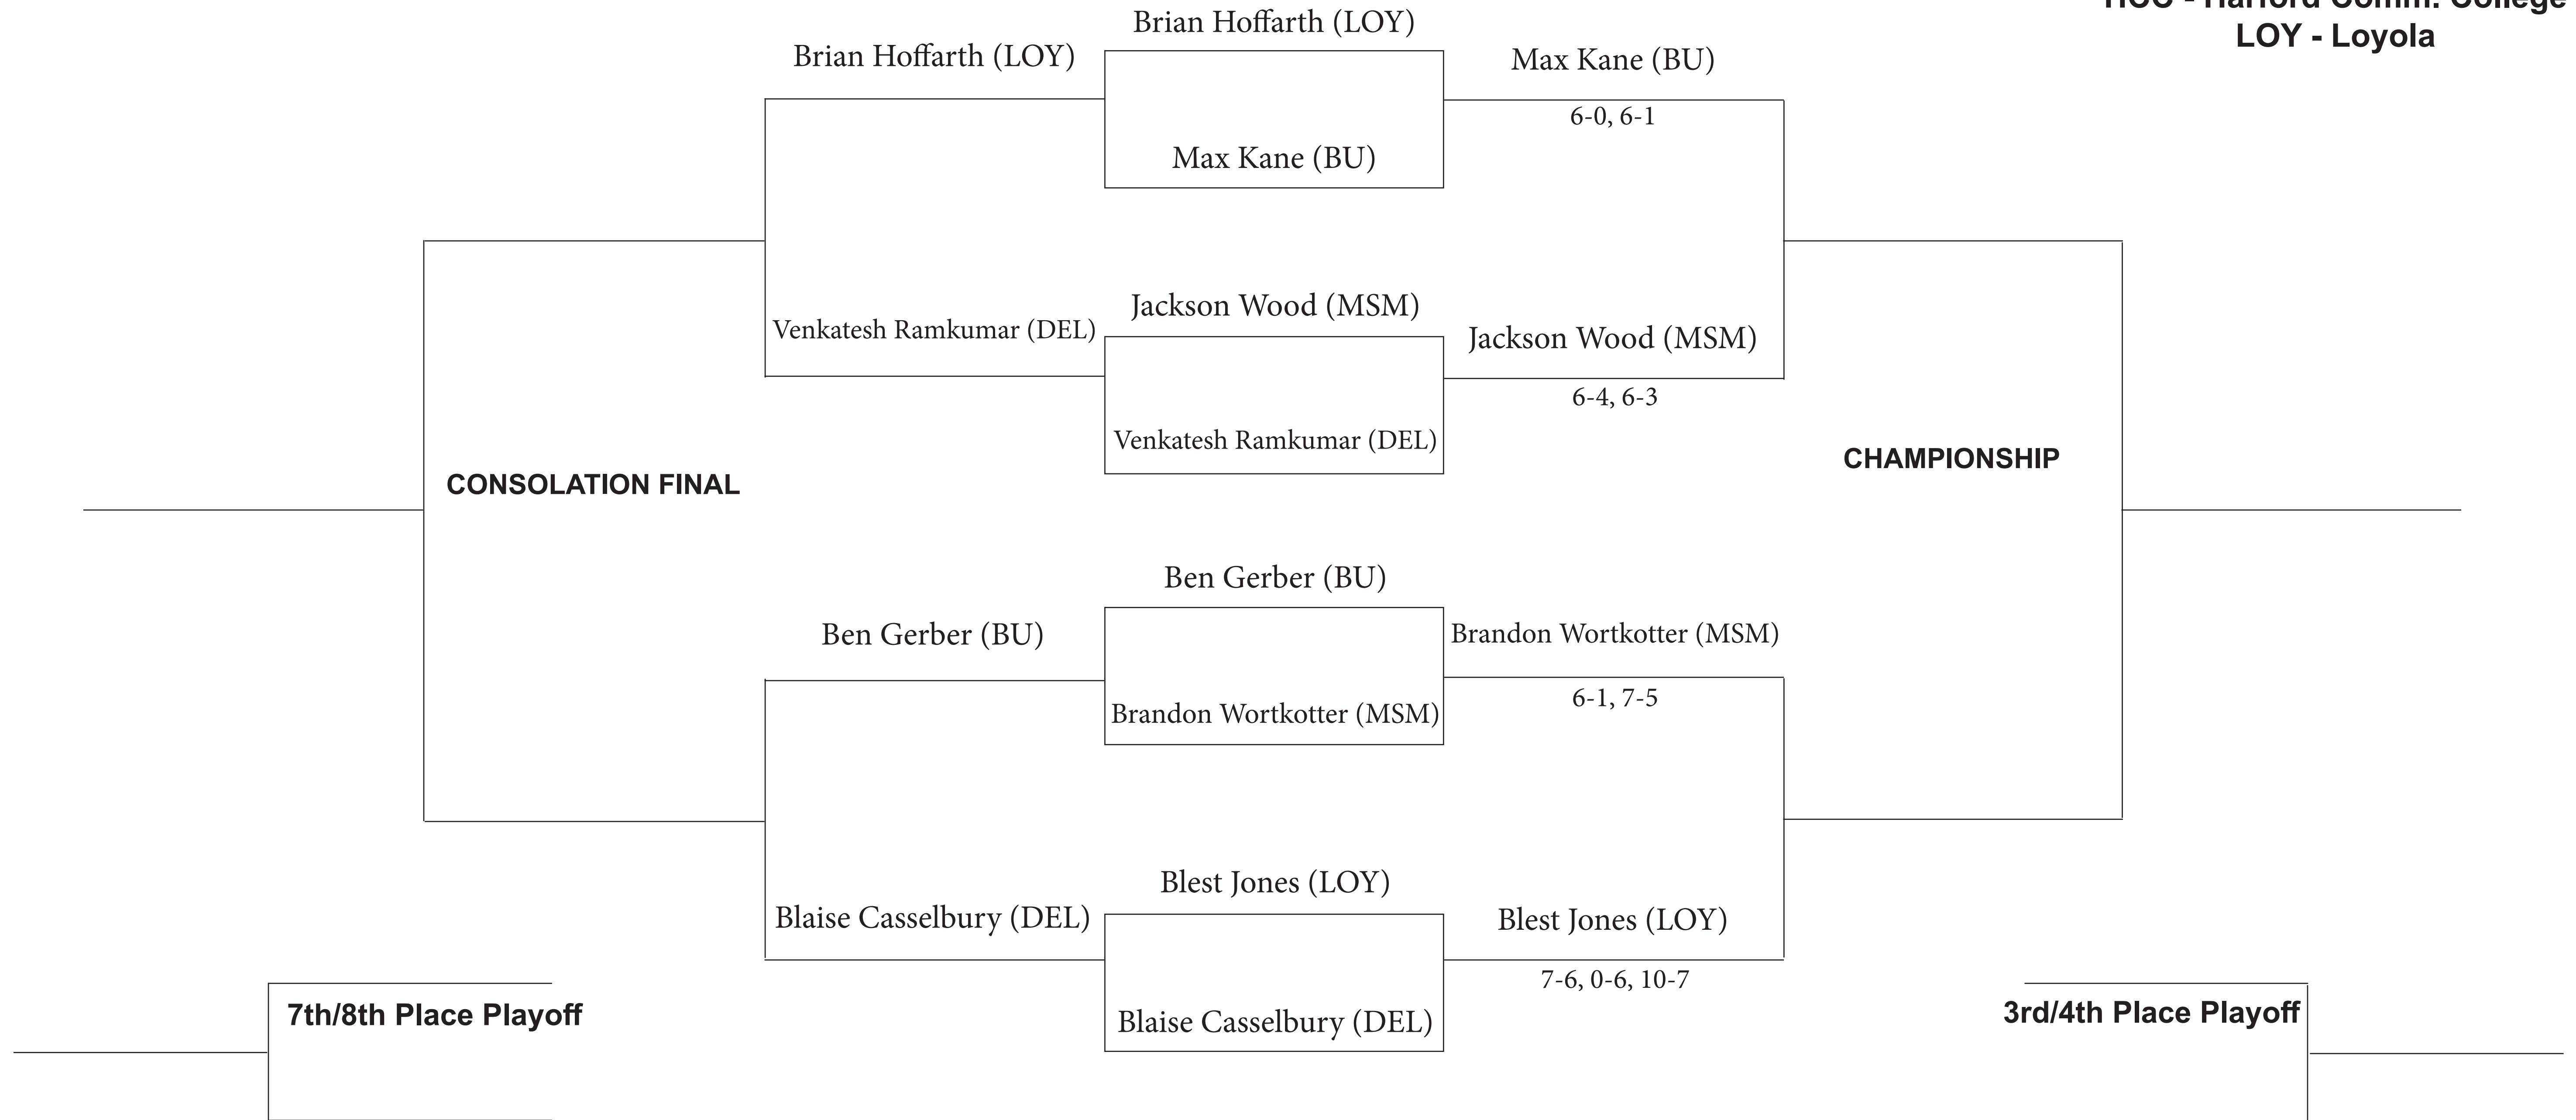 HCC - Harford Comm. College
LOY - Loyola
Brian Hoffarth (LOY)
Brian Hoffarth (LOY)
Max Kane (BU)
6-0, 6-1
Max Kane (BU)
Jackson Wood (MSM)
Venkatesh Ramkumar (DEL)
Jackson Wood (MSM)
6-4, 6-3
Venkatesh Ramkumar (DEL)
CHAMPIONSHIP
CONSOLATION FINAL
Ben Gerber (BU)
Ben Gerber (BU)
Brandon Wortkotter (MSM)
6-1, 7-5
Brandon Wortkotter (MSM)
Blest Jones (LOY)
Blaise Casselbury (DEL)
Blest Jones (LOY)
7-6, 0-6, 10-7
7th/8th Place Playoff
Blaise Casselbury (DEL)
3rd/4th Place Playoff